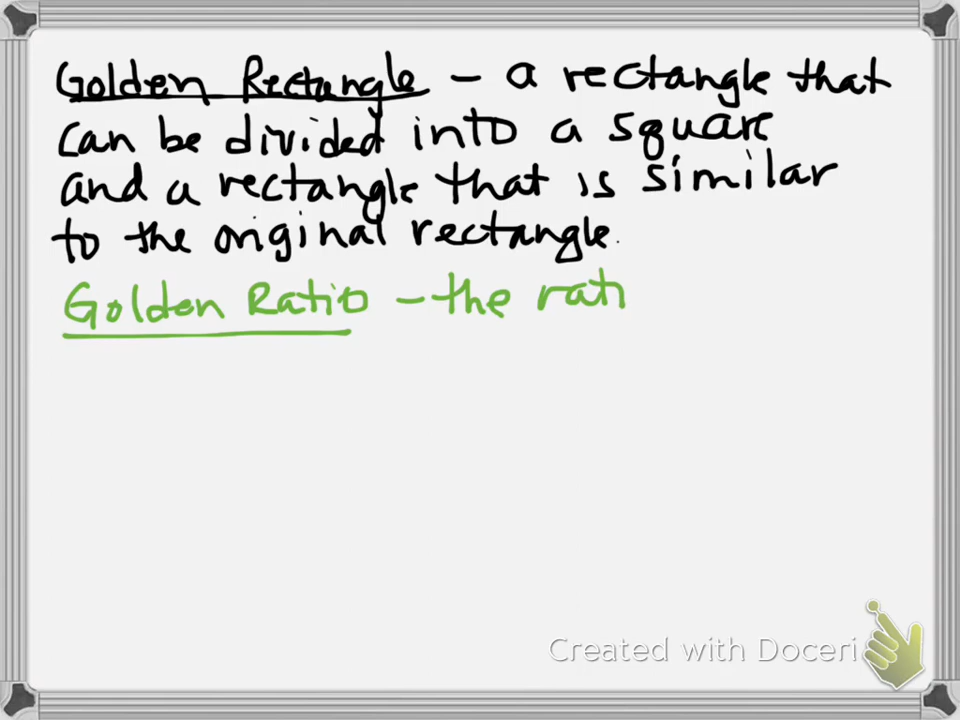 Golden Rectangle – a rectangle that
can be divided into a square
and a rectangle that is similar
to the original rectangle.
Golden Ratio – the rati
Created with Doceri